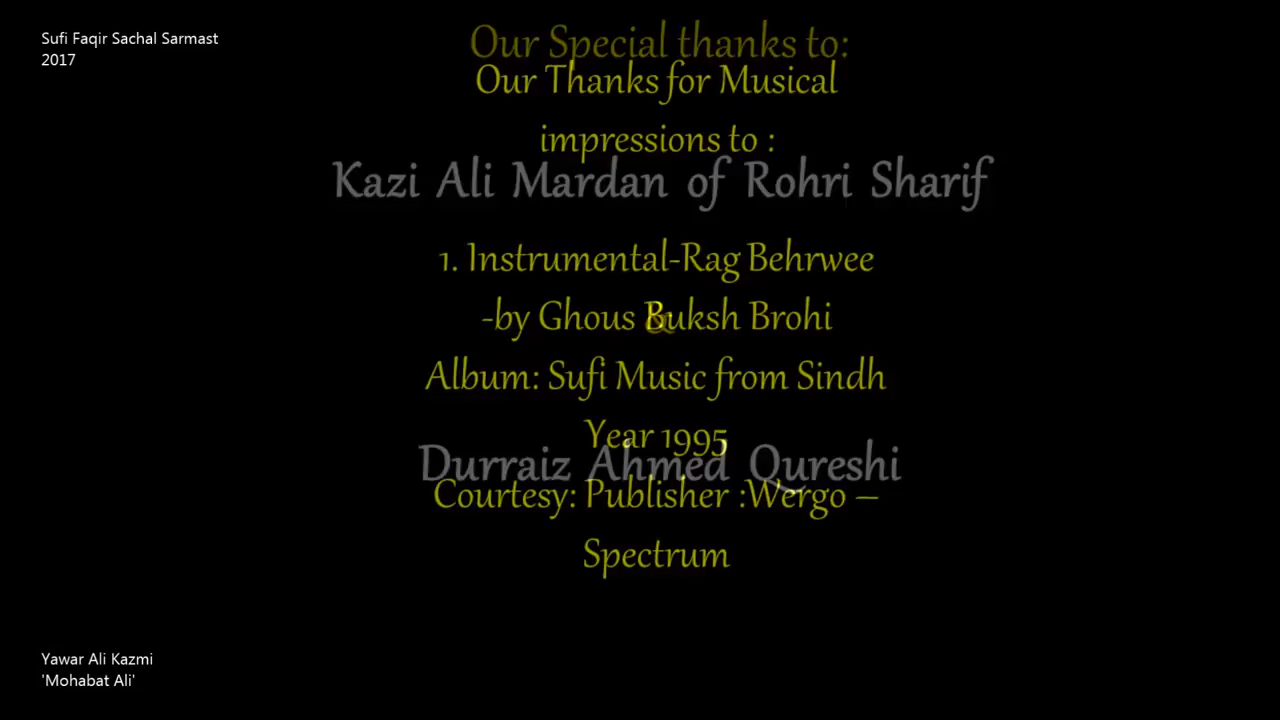 Sufi Faqir Sachal Sarmast
2017
Our Special thanks to:
Our Thanks for Musical
impressions to :
Kazi Ali Mardan of Rohri Sharif
1. Instrumental-Rag Behrwee
-by Ghous Buksh Brohi
&
Album: Sufi Music from Sindh
Year 1995
Durraiz Ahmed Qureshi
Courtesy: Publisher :Wergo –
Spectrum
Yawar Ali Kazmi
'Mohabat Ali'